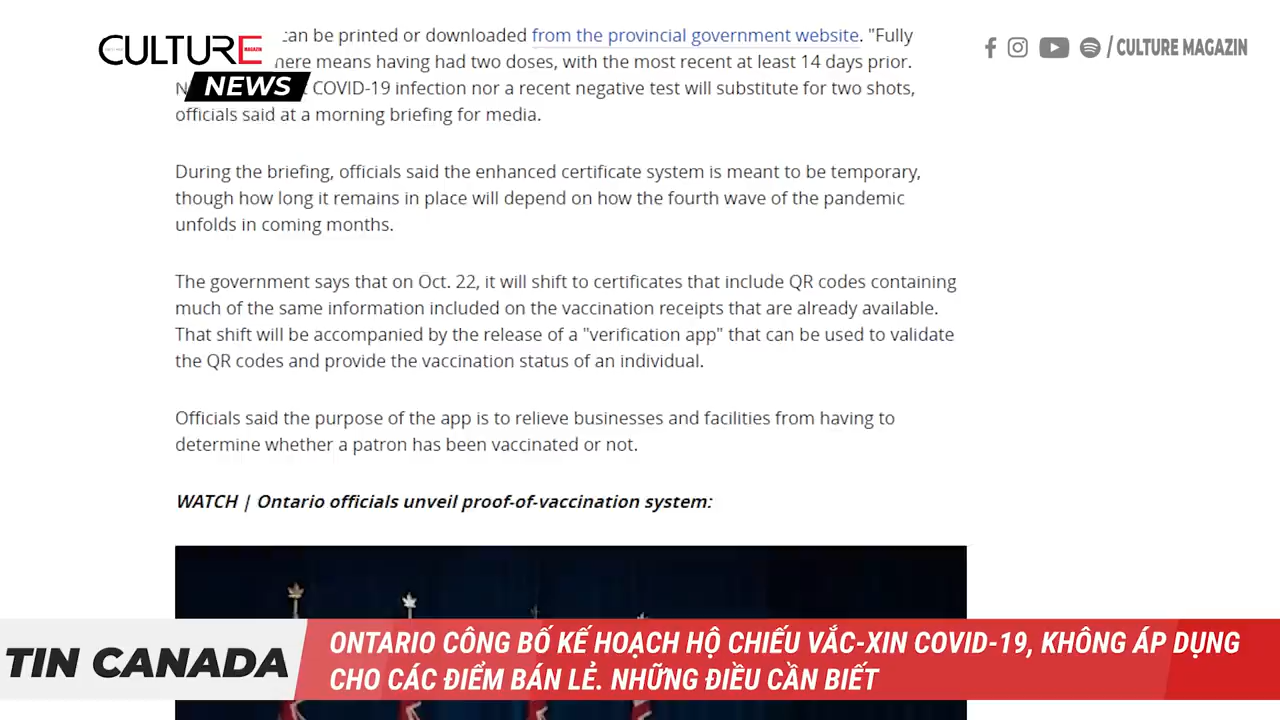 CULTURE
MAGAZIN
NEWS
/ CULTURE MAGAZIN
can be printed or downloaded from the provincial government website. "Fully
here means having had two doses, with the most recent at least 14 days prior.
COVID-19 infection nor a recent negative test will substitute for two shots,
officials said at a morning briefing for media.
During the briefing, officials said the enhanced certificate system is meant to be temporary,
though how long it remains in place will depend on how the fourth wave of the pandemic
unfolds in coming months.
The government says that on Oct. 22, it will shift to certificates that include QR codes containing
much of the same information included on the vaccination receipts that are already available.
That shift will be accompanied by the release of a "verification app" that can be used to validate
the QR codes and provide the vaccination status of an individual.
Officials said the purpose of the app is to relieve businesses and facilities from having to
determine whether a patron has been vaccinated or not.
WATCH | Ontario officials unveil proof-of-vaccination system:
TIN CANADA
ONTARIO CÔNG BỐ KẾ HOẠCH HỘ CHIẾU VẮC-XIN COVID-19, KHÔNG ÁP DỤNG
CHO CÁC ĐIỂM BÁN LẺ. NHỮNG ĐIỀU CẦN BIẾT